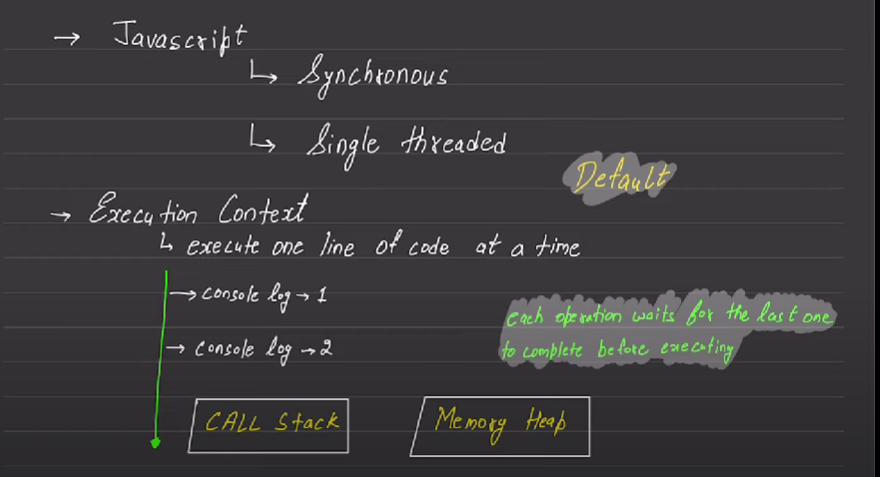 → Javascript
↳ Synchronous
↳ Single threaded
Default
→ Execution Context
↳ execute one line of code at a time
→ console log → 1
each operation waits for the last one
to complete before executing
→ console log → 2
CALL Stack
Memory Heap